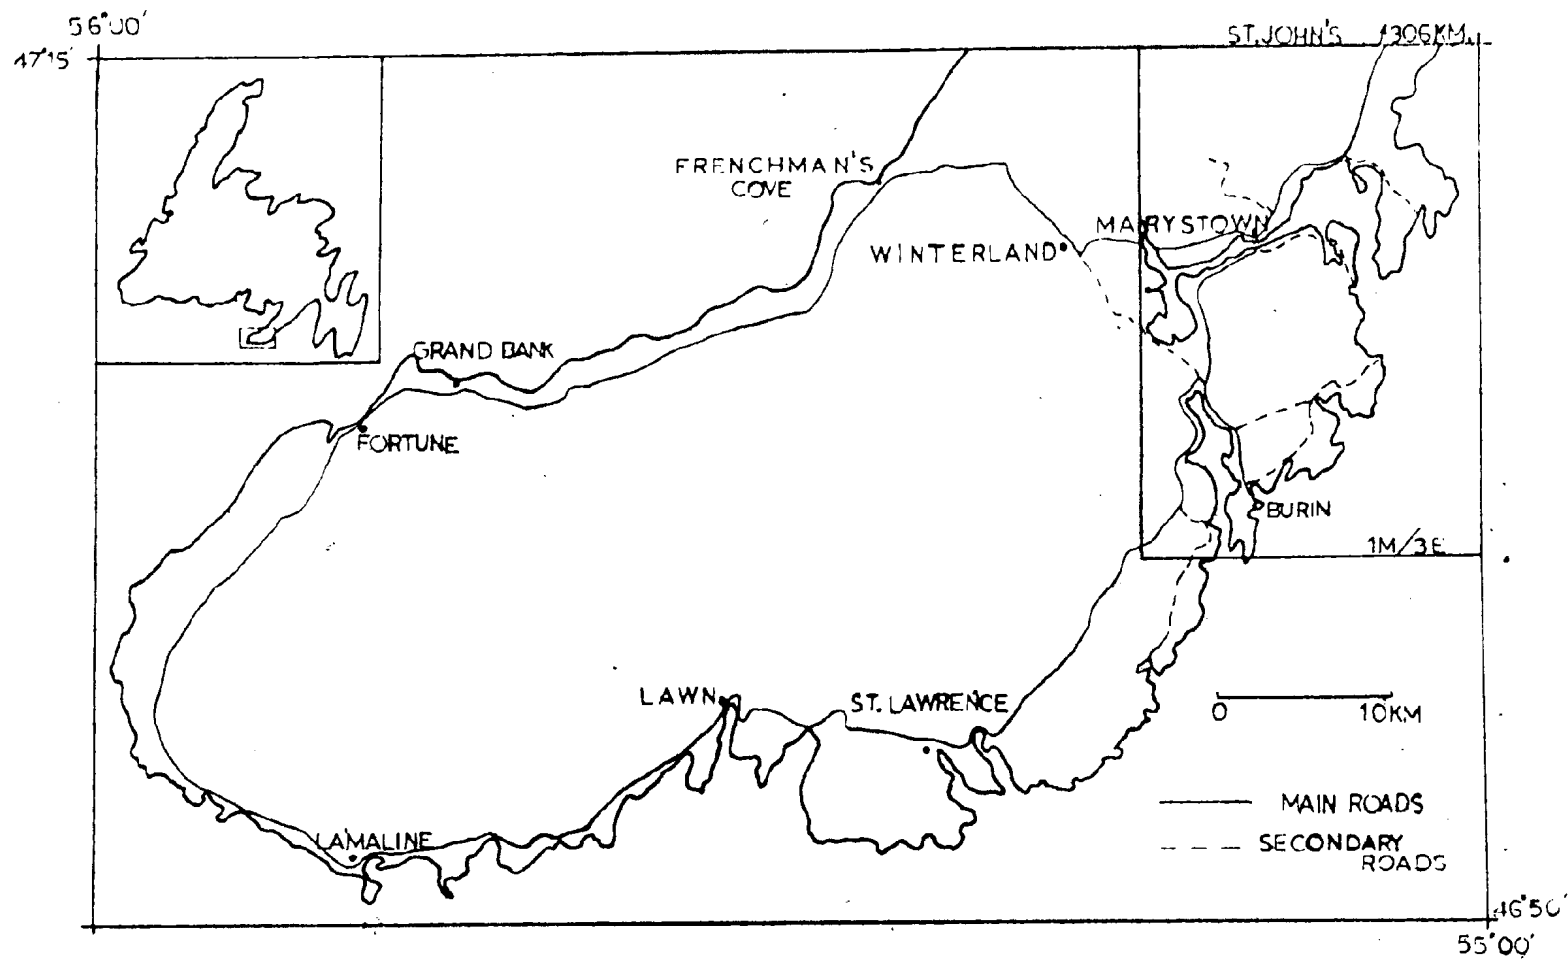 56°00'
47°15'
ST. JOHN'S 306KM.
FRENCHMAN'S
COVE
MARYSTOWN
WINTERLAND
GRAND BANK
FORTUNE
BURIN
1M/3E
LAWN
ST. LAWRENCE
0 10KM
MAIN ROADS
SECONDARY
ROADS
LAMALINE
46°50'
55°00'